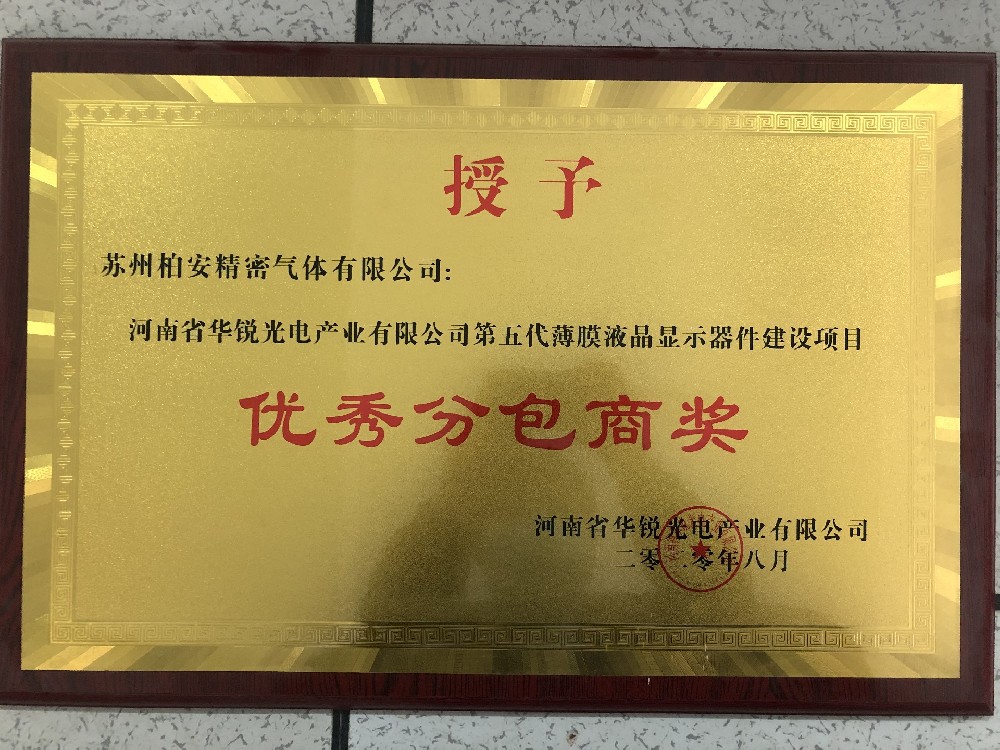 授予
苏州柏安精密气体有限公司:
河南省华锐光电产业有限公司第五代薄膜液晶显示器件建设项目
优秀分包商奖
河南省华锐光电产业有限公司
二零二零年八月